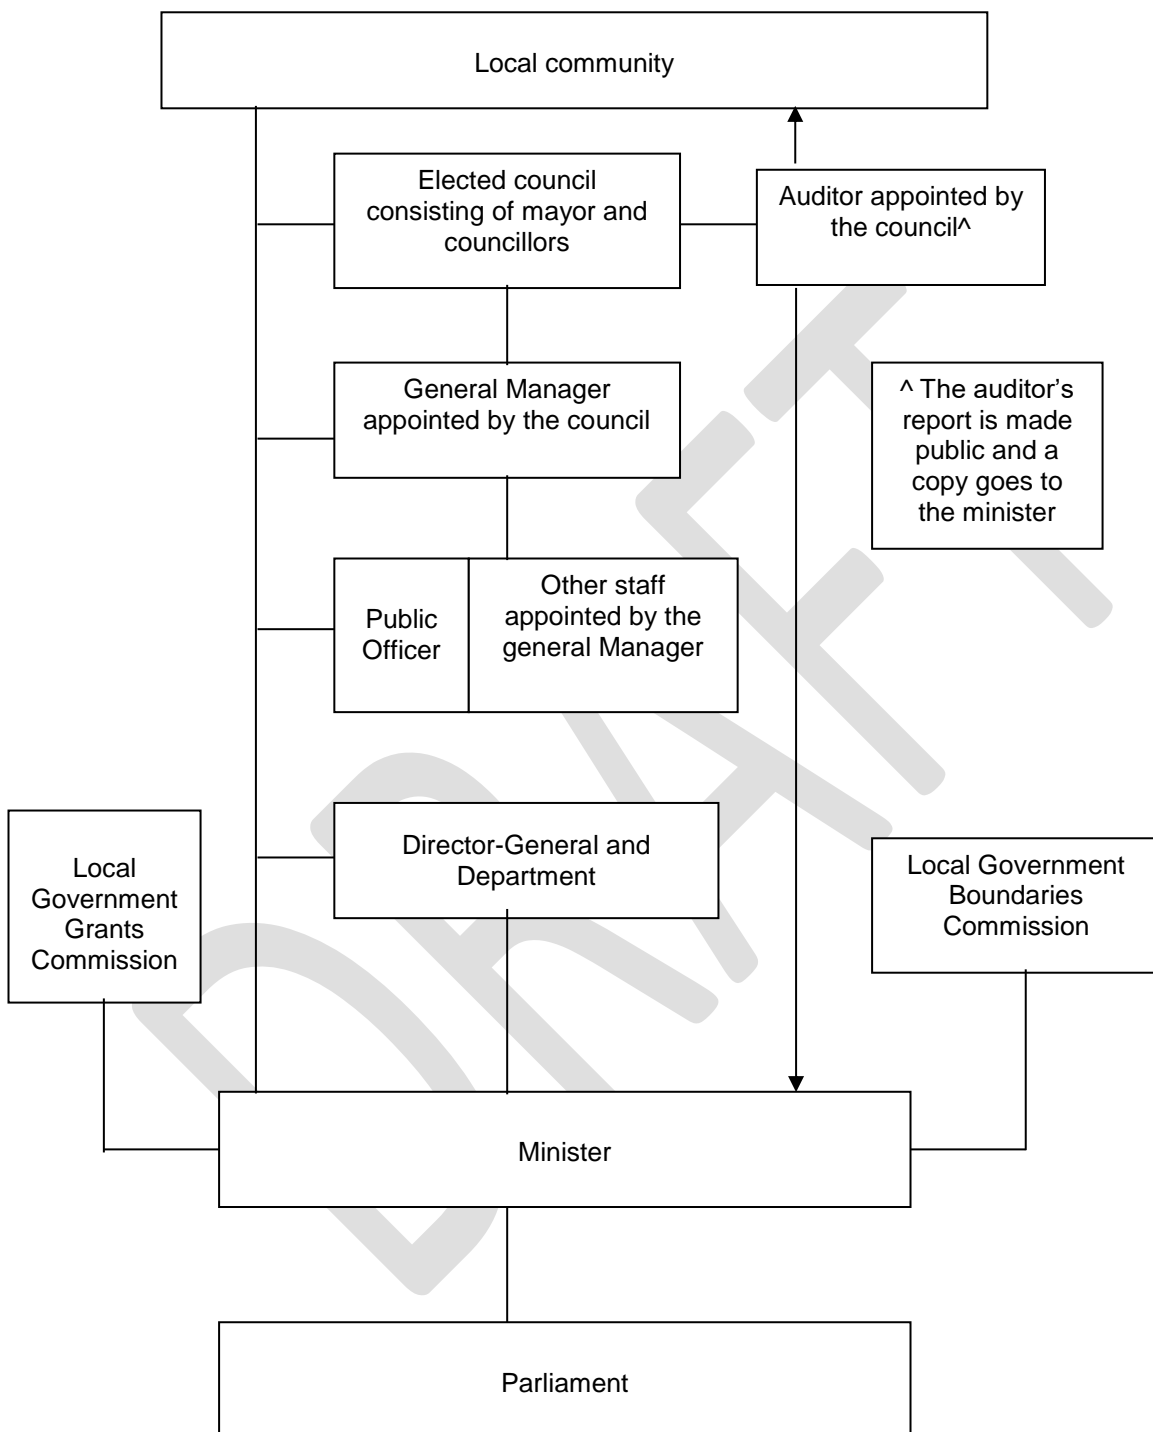 Local community
Elected council
consisting of mayor and
councillors
Auditor appointed by
the council^
General Manager
appointed by the council
^ The auditor’s
report is made
public and a
copy goes to
the minister
Public
Officer
Other staff
appointed by the
general Manager
Local
Government
Grants
Commission
Director-General and
Department
Local Government
Boundaries
Commission
Minister
Parliament
DRAFT